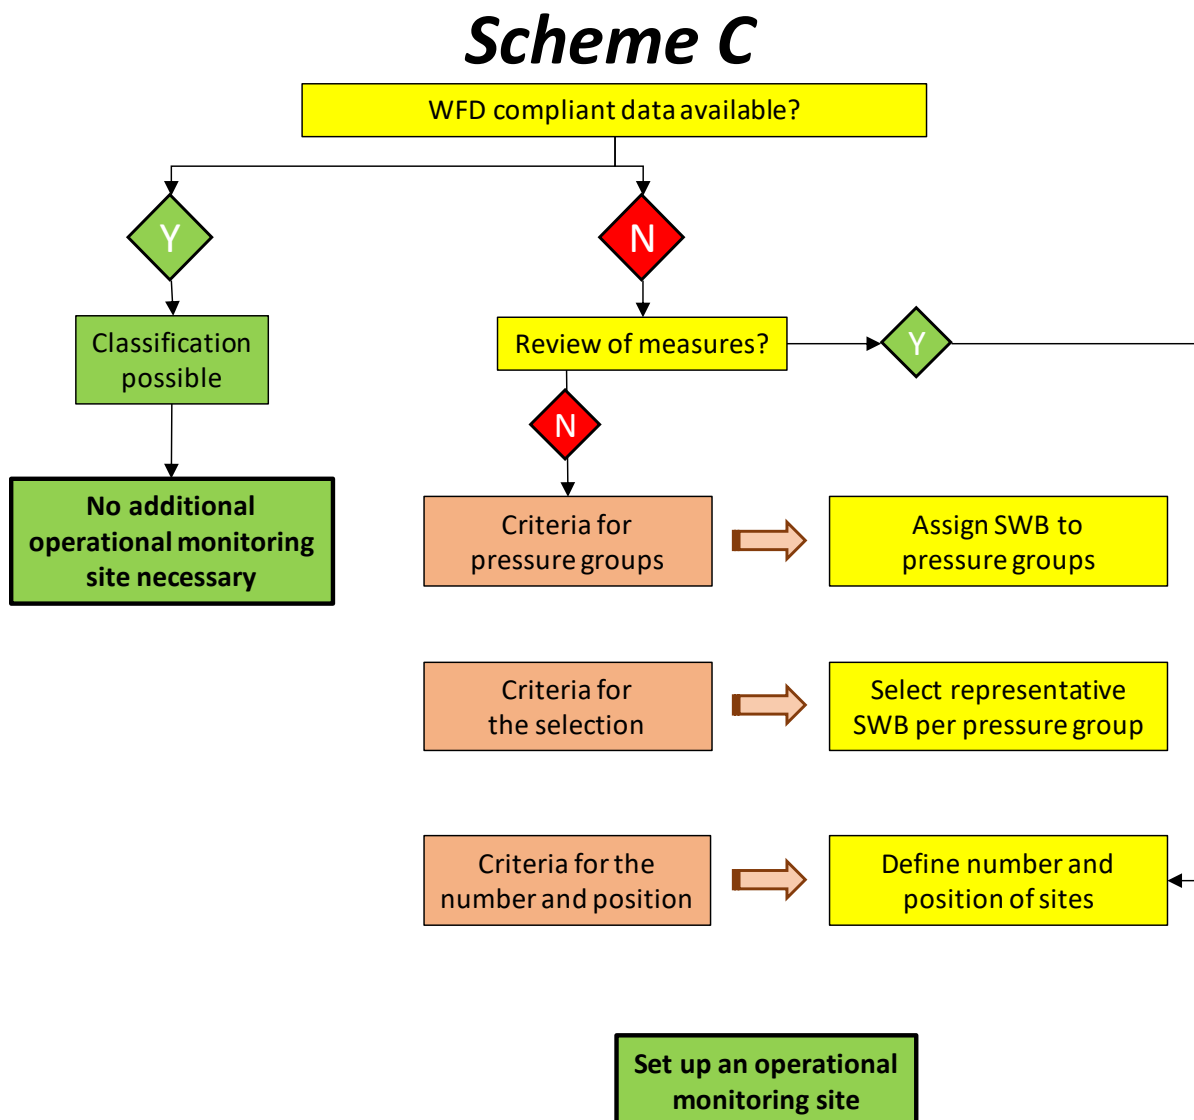 Scheme C
WFD compliant data available?
Y
N
Classification
possible
Review of measures?
Y
N
No additional
operational monitoring
site necessary
Criteria for
pressure groups
Assign SWB to
pressure groups
Criteria for
the selection
Select representative
SWB per pressure group
Criteria for the
number and position
Define number and
position of sites
Set up an operational
monitoring site